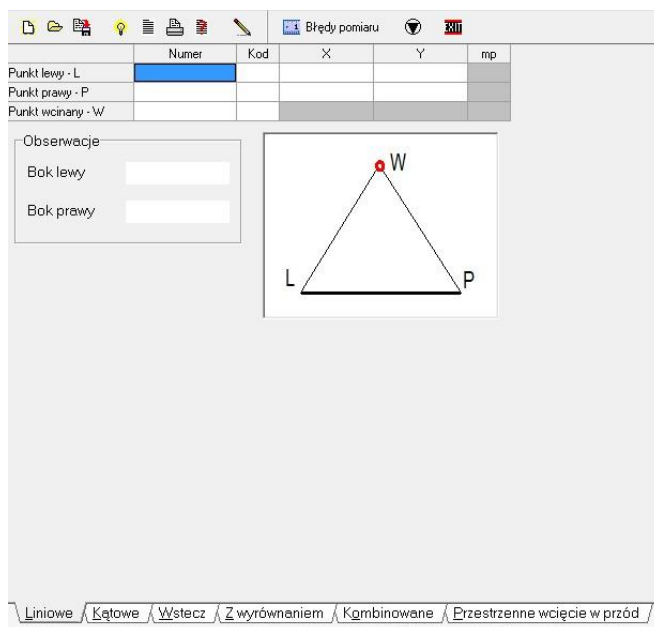 Błędy pomiaru EXIT
Numer Kod X Y mp
Punkt lewy - L
Punkt prawy - P
Punkt wcinany - W
Obserwacje
Bok lewy
Bok prawy
W
L P
Liniowe Kątowe Wstecz Z wyrównaniem Kombinowane Przestrzenne wcięcie w przód